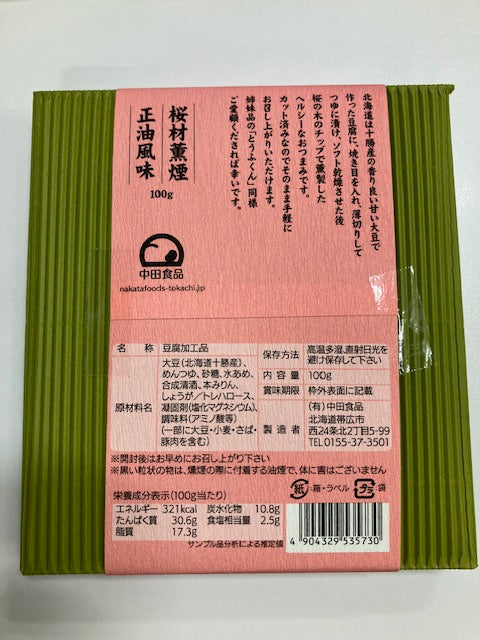 北海道は十勝産の香り良い甘い大豆で
作った豆腐に、焼き目を入れ、薄切りして
つゆに漬け、ソフト乾燥させた後
桜の木のチップで薫製した
ヘルシーなおつまみです。
カット済みなのでそのまま手軽に
お召し上がりいただけます。
姉妹品の「とうふくん」同様
ご愛顧くだされば幸いです。
桜材薫煙
正油風味
100g
中田食品
nakatafoods-tokachi.jp
名 称 豆腐加工品
原材料名 大豆(北海道十勝産)、
めんつゆ、砂糖、水あめ、
合成清酒、本みりん、
しょうが/トレハロース、
凝固剤(塩化マグネシウム)、
調味料(アミノ酸等)
(一部に大豆・小麦・さば・
豚肉を含む)
保存方法 高温多湿,直射日光を
避け保存して下さい
内 容 量 100g
賞味期限 枠外表面に記載
製 造 者 (有)中田食品
北海道帯広市
西24条北2丁目5-99
TEL0155-37-3501
※開封後はお早めにお召し上がり下さい
※黒い粒状の物は、燻煙の際に付着する油煙で、体に害はございません
栄養成分表示(100g当たり)
エネルギー 321kcal 炭水化物 10.8g
たんぱく質 30.6g 食塩相当量 2.5g
脂質 17.3g
サンプル品分析による推定値
紙 :箱・ラベル プラ :袋
4 904329 535730